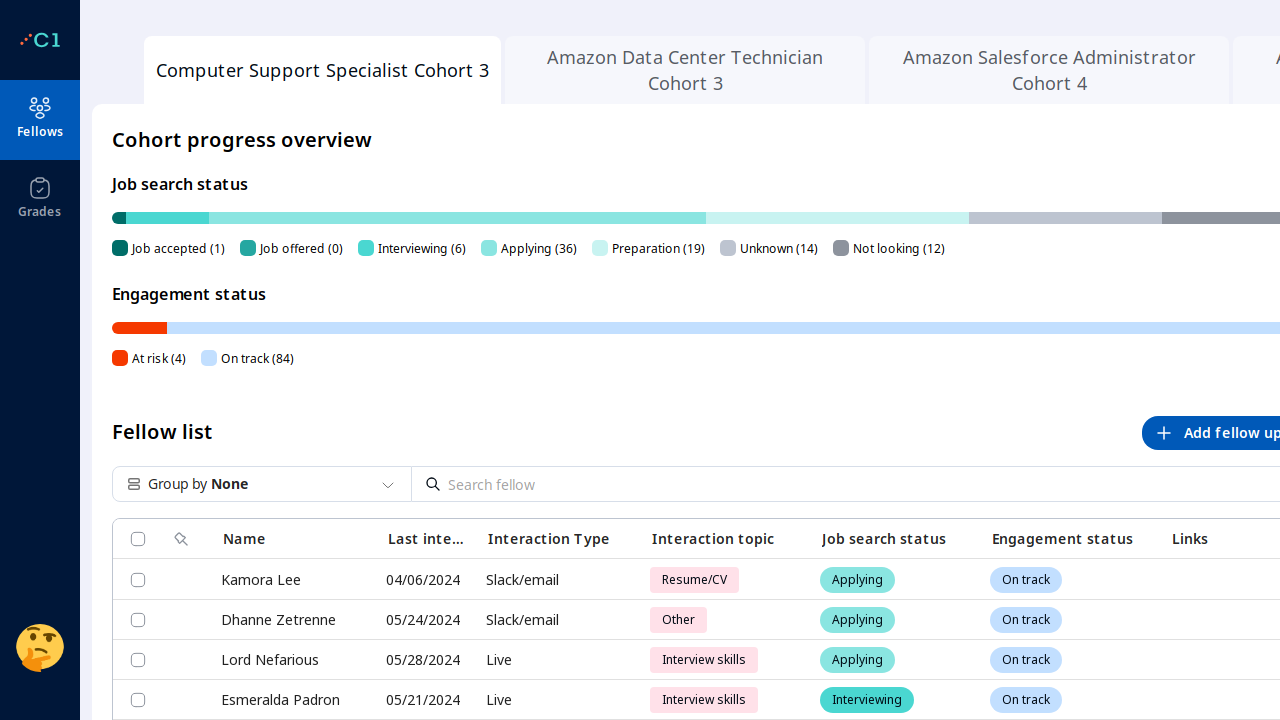 C1
Fellows
Grades
Computer Support Specialist Cohort 3
Amazon Data Center Technician
Cohort 3
Amazon Salesforce Administrator
Cohort 4
Cohort progress overview
Job search status
Job accepted (1) Job offered (0) Interviewing (6) Applying (36) Preparation (19) Unknown (14) Not looking (12)
Engagement status
At risk (4) On track (84)
Fellow list
Add fellow up
Group by None
Search fellow
Name Last inte... Interaction Type Interaction topic Job search status Engagement status Links
Kamora Lee 04/06/2024 Slack/email Resume/CV Applying On track
Dhanne Zetrenne 05/24/2024 Slack/email Other Applying On track
Lord Nefarious 05/28/2024 Live Interview skills Applying On track
Esmeralda Padron 05/21/2024 Live Interview skills Interviewing On track